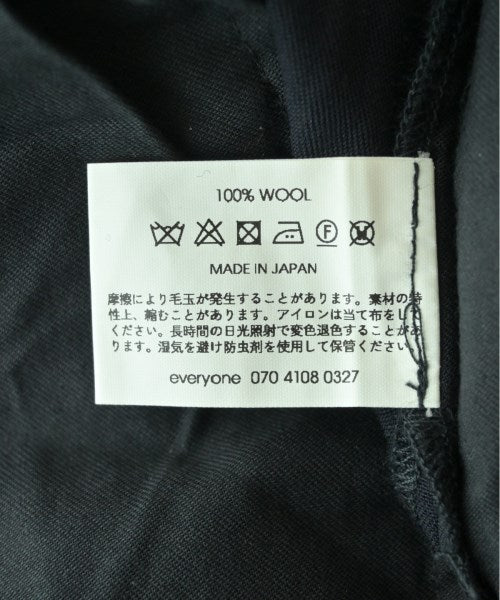 100% WOOL
F W
MADE IN JAPAN
摩擦により毛玉が発生することがあります。素材の特
性上、縮むことがあります。アイロンは当て布をして
ください。長時間の日光照射で変色退色することがあ
ります。湿気を避け防虫剤を使用して保管ください。
everyone 070 4108 0327